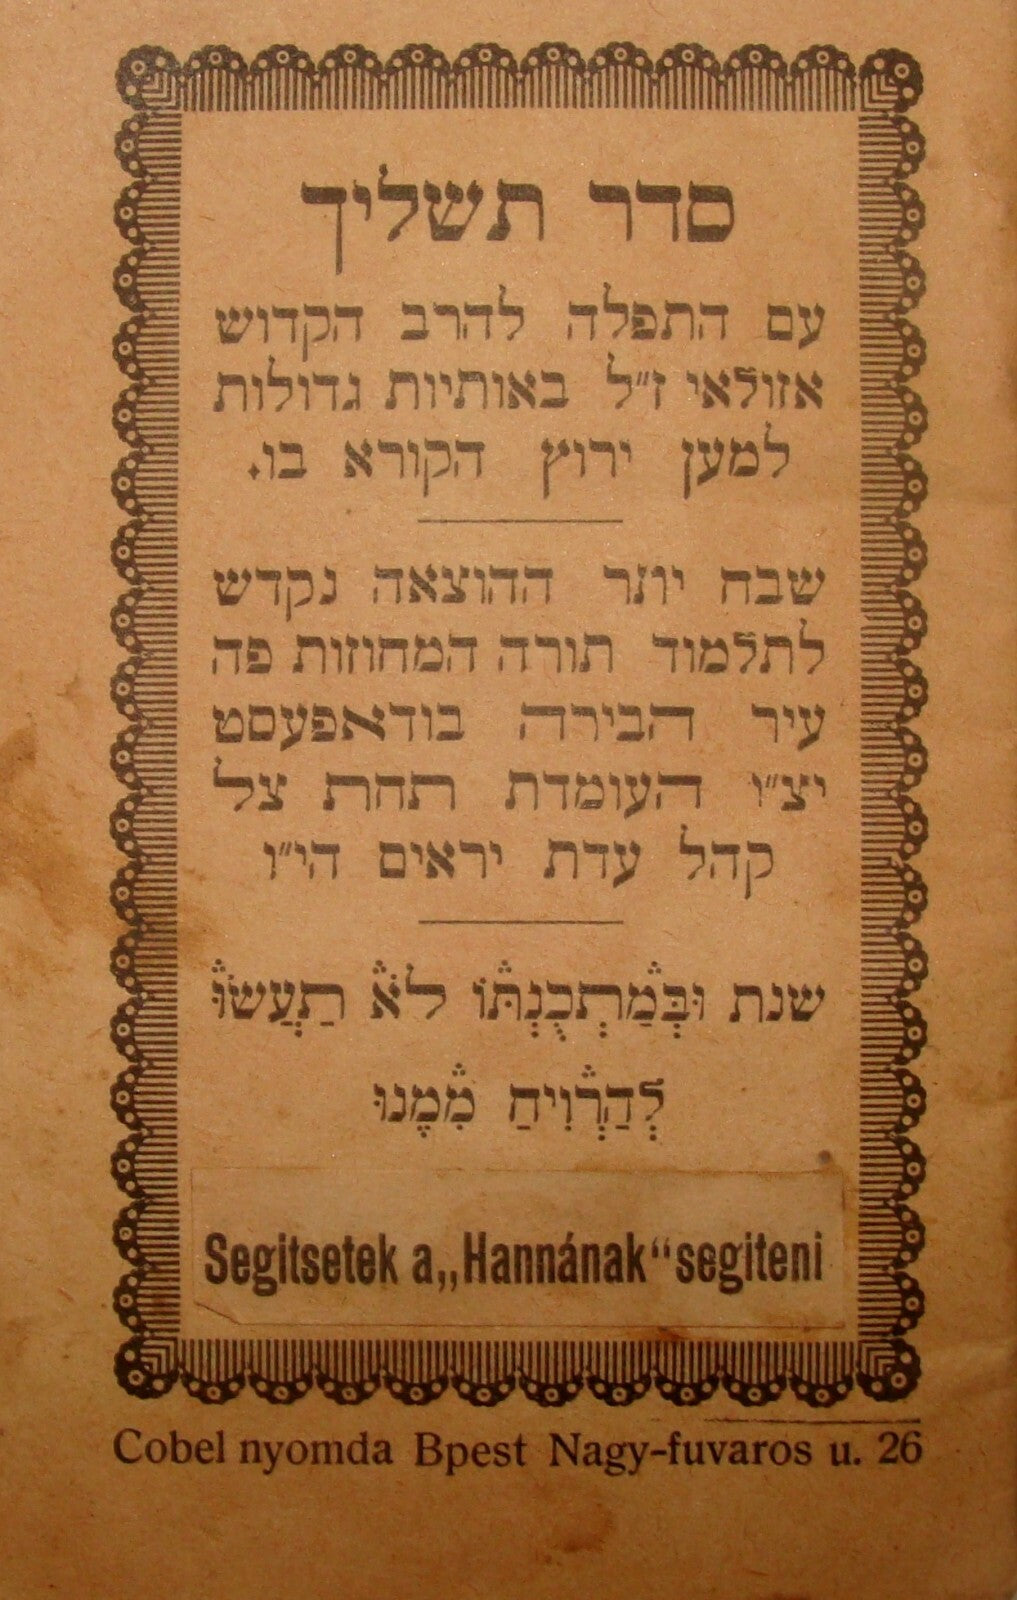 סדר תשליך
עם התפלה להרב הקדוש
אזולאי ז״ל באותיות גדולות
למען ירוץ הקורא בו.
שבח יותר ההוצאה נקדש
לתלמוד תורה המחוזות פה
עיר הבירה בודאפעסט
יצ״ו העומדת תחת צל
קהל עדת יראים הי״ו
שנת וּבְּמַתְכֻּנְתּוֹ לֹא תַעֲשׂוּ
לְהַרְוִיחַ מִמֶנוּ
Segitsetek a „Hannának“ segiteni
Cobel nyomda Bpest Nagy-fuvaros u. 26